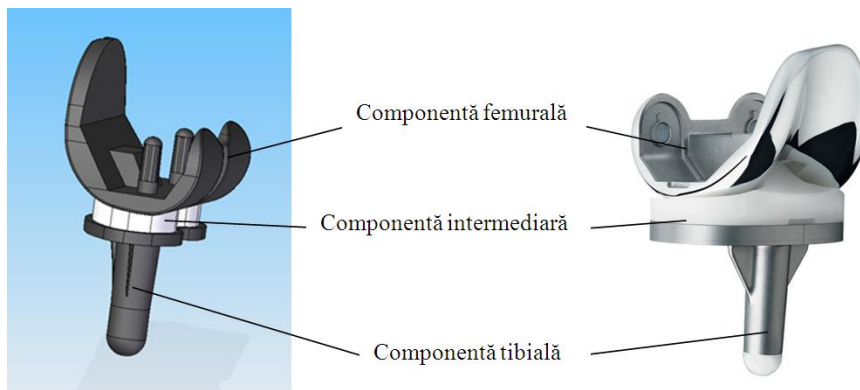 Componentă femurală
Componentă intermediară
Componentă tibială